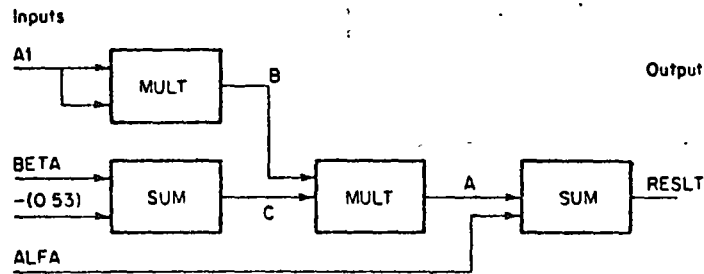 Inputs
A1
MULT
B
Output
BETA
-(0 53)
SUM
C
MULT
A
SUM
RESLT
ALFA